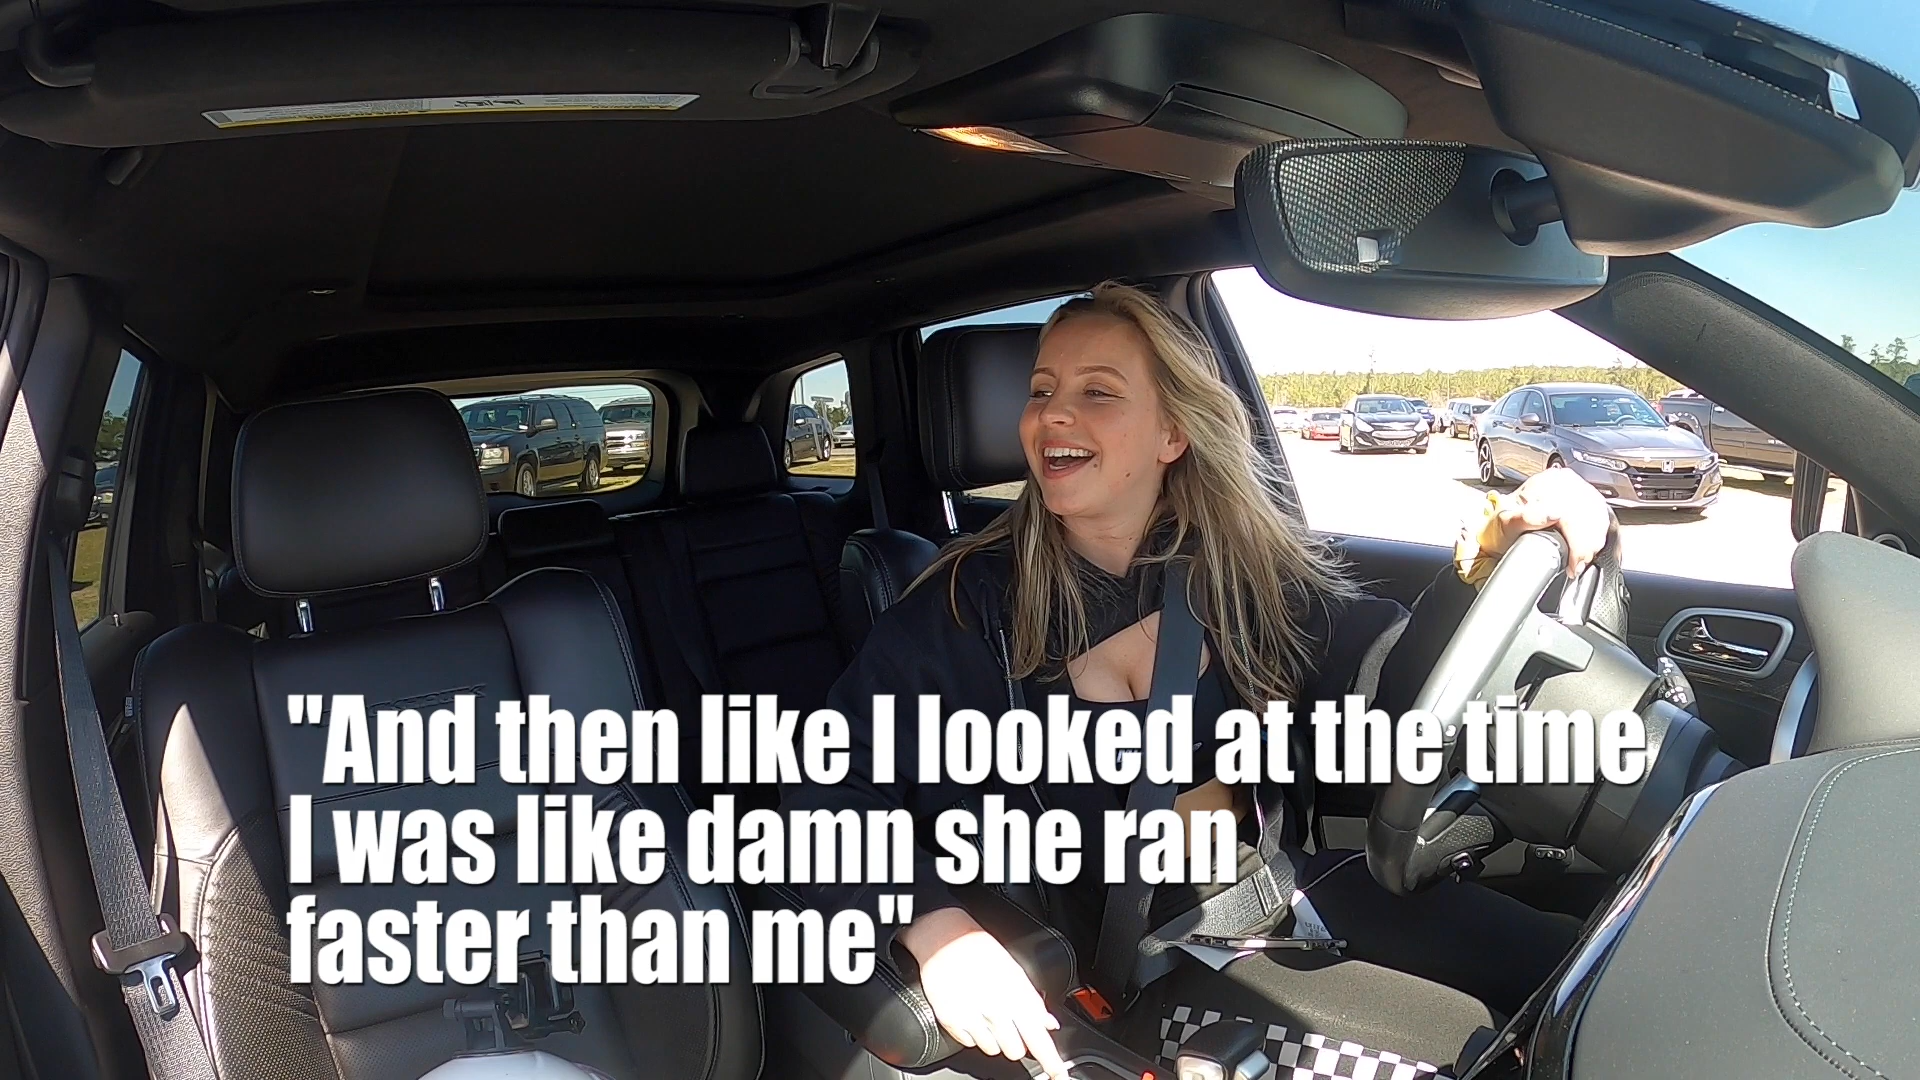 "And then like I looked at the time
I was like damn she ran
faster than me"